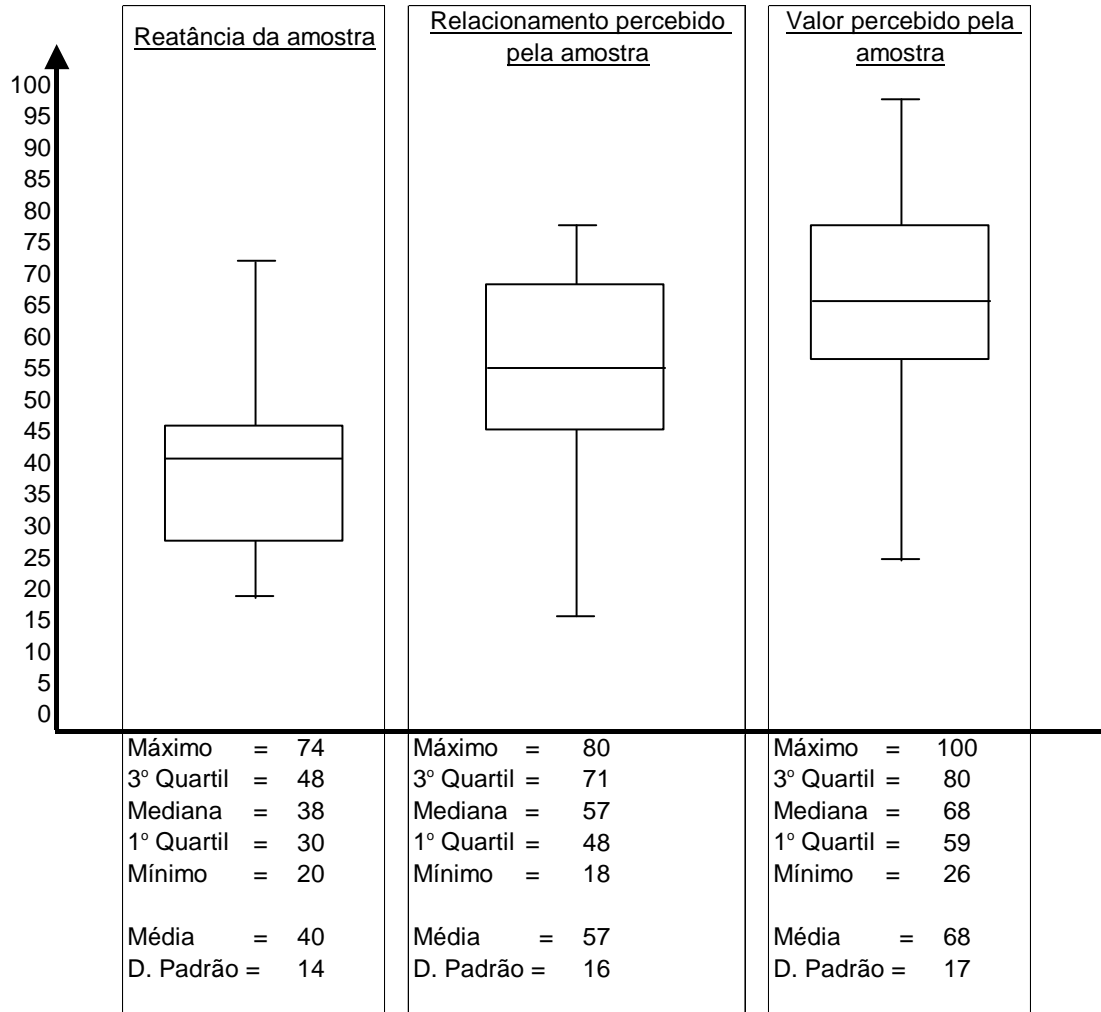 Reatância da amostra
Relacionamento percebido
pela amostra
Valor percebido pela
amostra
100
95
90
85
80
75
70
65
60
55
50
45
40
35
30
25
20
15
10
5
0
Máximo = 74
3º Quartil = 48
Mediana = 38
1º Quartil = 30
Mínimo = 20
Média = 40
D. Padrão = 14
Máximo = 80
3º Quartil = 71
Mediana = 57
1º Quartil = 48
Mínimo = 18
Média = 57
D. Padrão = 16
Máximo = 100
3º Quartil = 80
Mediana = 68
1º Quartil = 59
Mínimo = 26
Média = 68
D. Padrão = 17